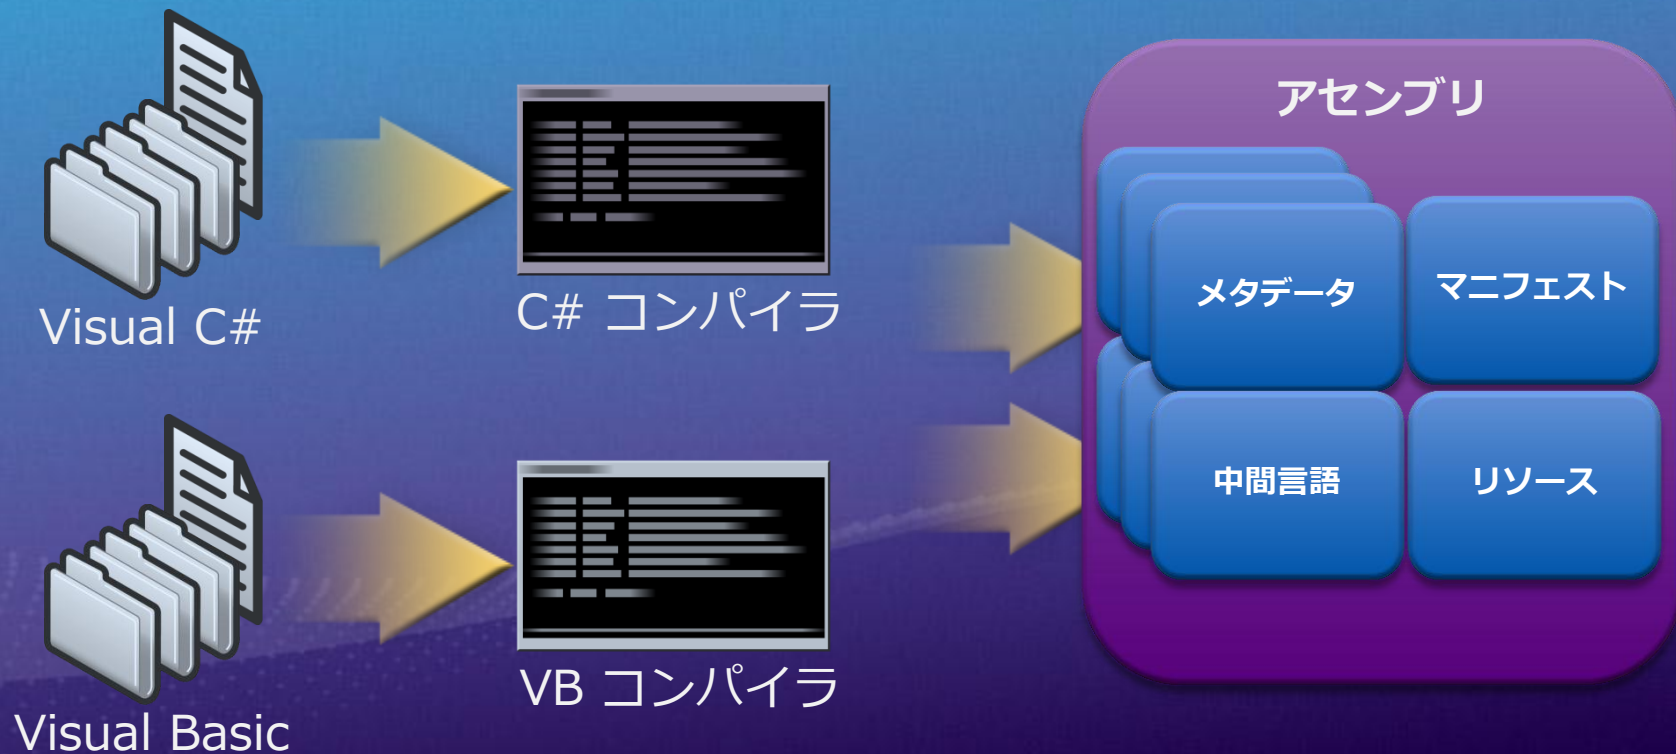 Visual C#
C# コンパイラ
Visual Basic
VB コンパイラ
アセンブリ
メタデータ
マニフェスト
中間言語
リソース